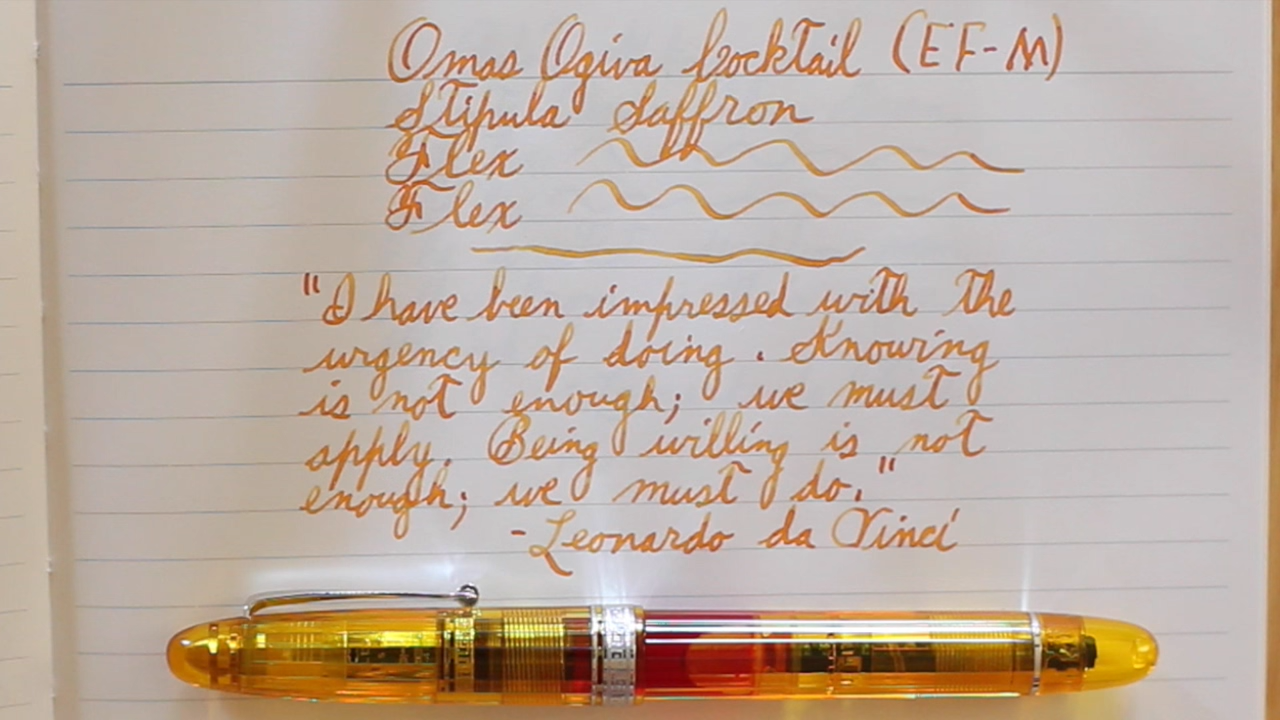 Omas Ogiva Cocktail (EF-M)
Stipula Saffron
Flex
Flex
"I have been impressed with the
urgency of doing. Knowing
is not enough; we must
apply. Being willing is not
enough; we must do."
-Leonardo da Vinci